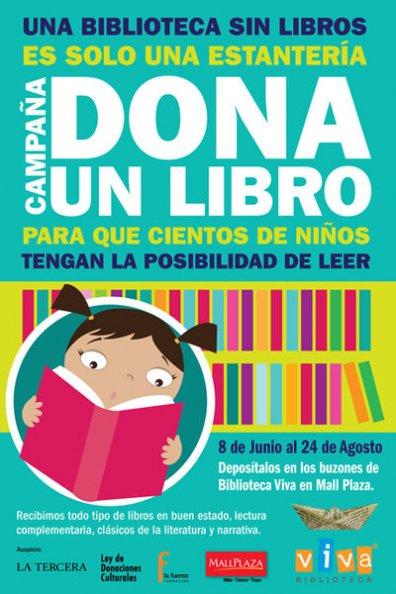 UNA BIBLIOTECA SIN LIBROS
ES SOLO UNA ESTANTERÍA
CAMPAÑA
DONA
UN LIBRO
PARA QUE CIENTOS DE NIÑOS
TENGAN LA POSIBILIDAD DE LEER
8 de Junio al 24 de Agosto
Deposítalos en los buzones de
Biblioteca Viva en Mall Plaza.
Recibimos todo tipo de libros en buen estado, lectura
complementaria, clásicos de la literatura y narrativa.
Auspicio:
LA TERCERA
Ley de
Donaciones
Culturales
la fuente
FUNDACIÓN
MALLPLAZA
viva
BIBLIOTECA